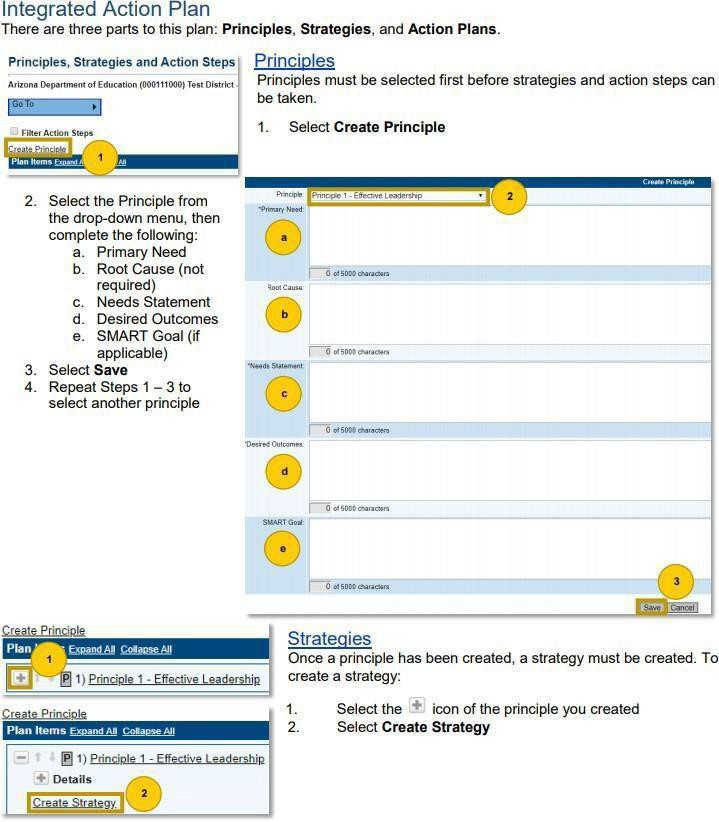 Integrated Action Plan
There are three parts to this plan: Principles, Strategies, and Action Plans.
Principles, Strategies and Action Steps
Arizona Department of Education (000111000) Test District -
Go To
Filter Action Steps
Create Principle
Plan Items Expand A
All
1
Principles
Principles must be selected first before strategies and action steps can
be taken.
1. Select Create Principle
2. Select the Principle from
the drop-down menu, then
complete the following:
a. Primary Need
b. Root Cause (not
required)
c. Needs Statement
d. Desired Outcomes
e. SMART Goal (if
applicable)
3. Select Save
4. Repeat Steps 1 – 3 to
select another principle
Create Principle
Principle: Principle 1 - Effective Leadership
2
*Primary Need:
a
0 of 5000 characters
Root Cause:
b
0 of 5000 characters
*Needs Statement:
c
0 of 5000 characters
*Desired Outcomes:
d
0 of 5000 characters
SMART Goal:
e
0 of 5000 characters
3
Save Cancel
Create Principle
Plan
Expand All Collapse All
1
P 1) Principle 1 - Effective Leadership
Create Principle
Plan Items Expand All Collapse All
P 1) Principle 1 - Effective Leadership
Details
Create Strategy
2
Strategies
Once a principle has been created, a strategy must be created. To
create a strategy:
1. Select the icon of the principle you created
2. Select Create Strategy